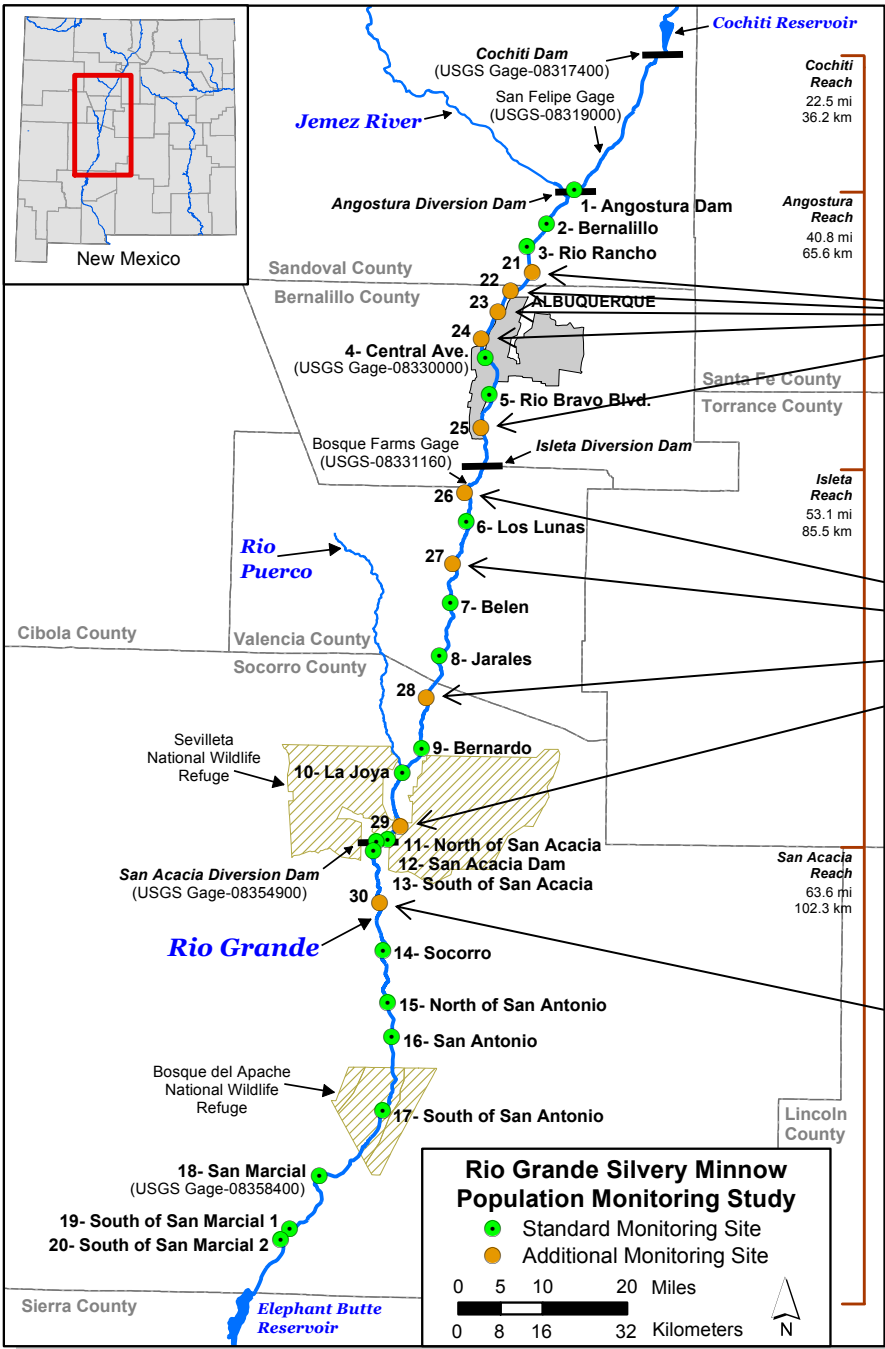 Cochiti Reservoir
Cochiti Dam
(USGS Gage-08317400)
Cochiti
Reach
22.5 mi
36.2 km
San Felipe Gage
(USGS-08319000)
Jemez River
New Mexico
Angostura Diversion Dam
1- Angostura Dam
Angostura
Reach
40.8 mi
65.6 km
2- Bernalillo
3- Rio Rancho
21
Sandoval County
Bernalillo County
22
23
ALBUQUERQUE
24
4- Central Ave.
(USGS Gage-08330000)
Santa Fe County
Torrance County
5- Rio Bravo Blvd.
25
Bosque Farms Gage
(USGS-08331160)
Isleta Diversion Dam
Isleta
Reach
53.1 mi
85.5 km
26
6- Los Lunas
Rio
Puerco
27
7- Belen
Cibola County
Valencia County
Socorro County
8- Jarales
28
Sevilleta
National Wildlife
Refuge
9- Bernardo
10- La Joya
29
11- North of San Acacia
12- San Acacia Dam
13- South of San Acacia
San Acacia Diversion Dam
(USGS Gage-08354900)
San Acacia
Reach
63.6 mi
102.3 km
30
Rio Grande
14- Socorro
15- North of San Antonio
16- San Antonio
Bosque del Apache
National Wildlife
Refuge
17- South of San Antonio
Lincoln
County
18- San Marcial
(USGS Gage-08358400)
19- South of San Marcial 1
20- South of San Marcial 2
Sierra County
Elephant Butte
Reservoir
Rio Grande Silvery Minnow
Population Monitoring Study
Standard Monitoring Site
Additional Monitoring Site
0 5 10 20 Miles
0 8 16 32 Kilometers
N